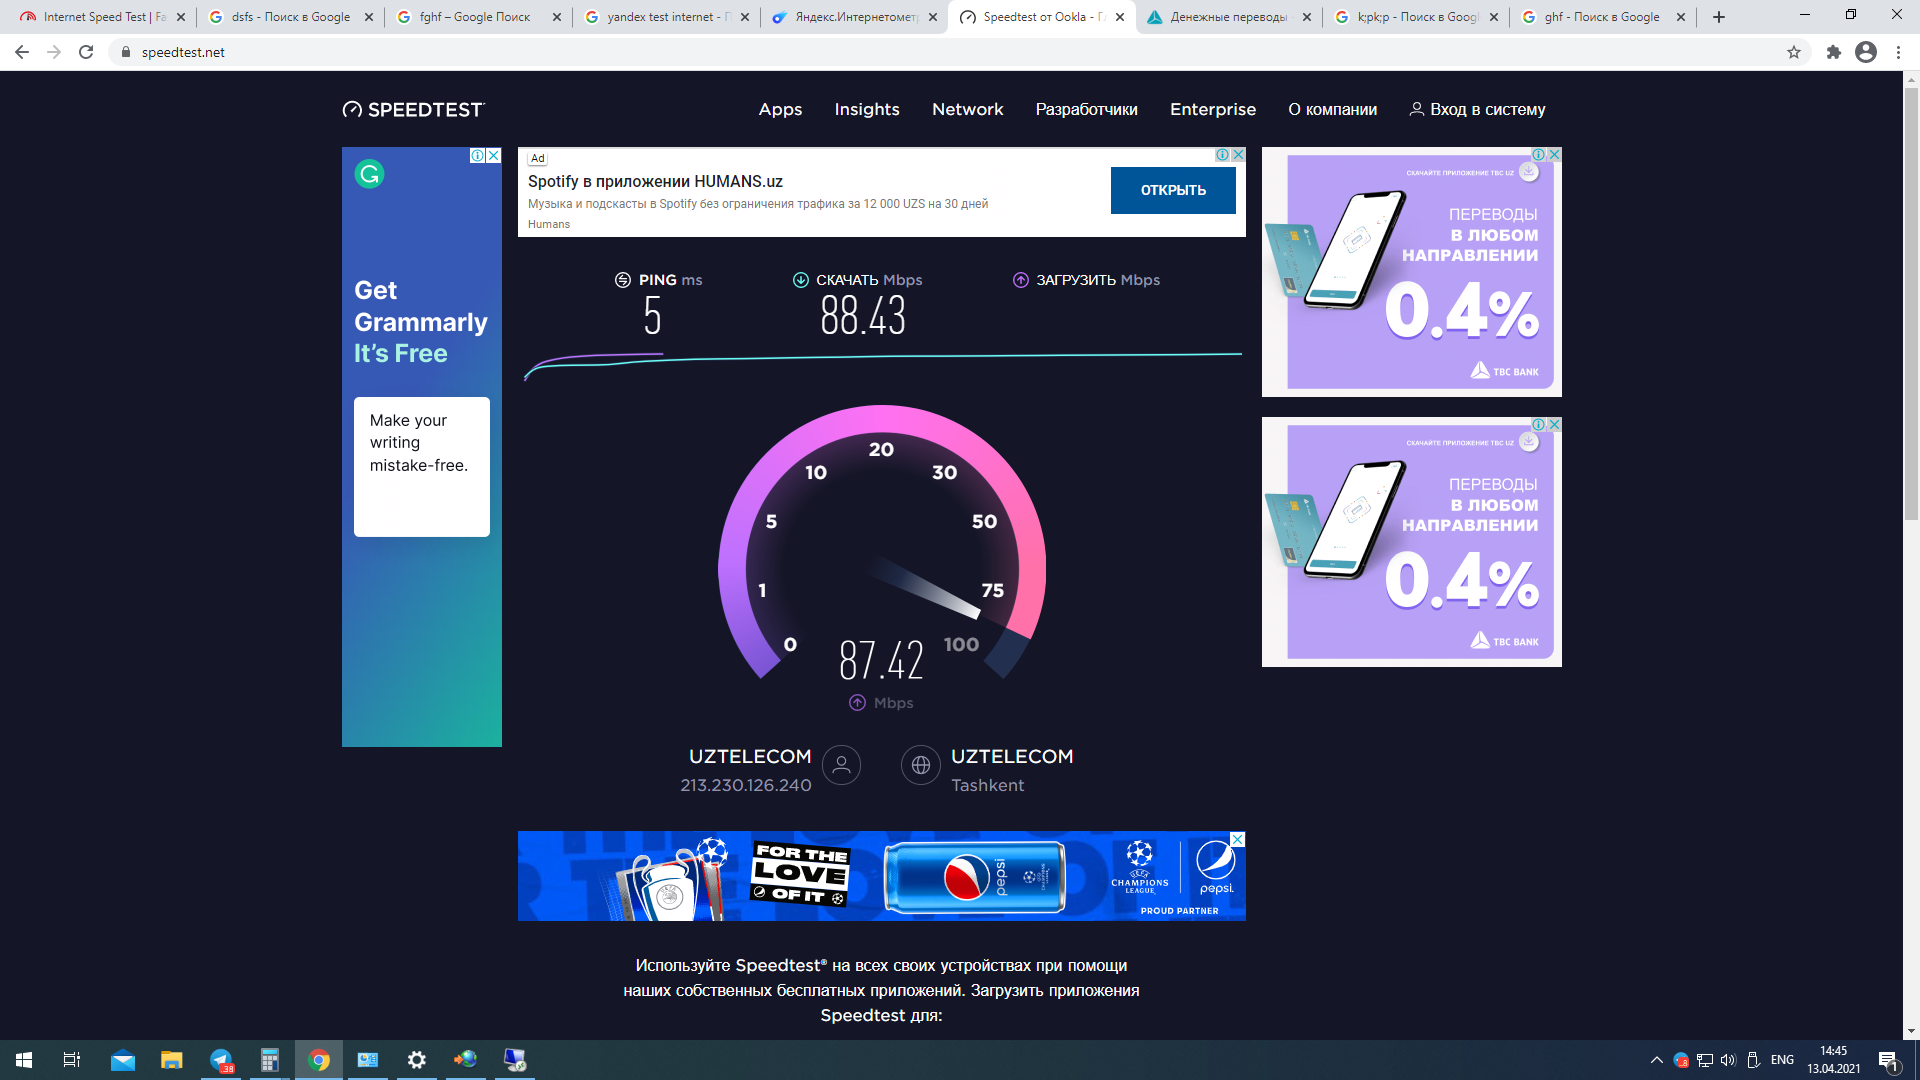 Internet Speed Test | Fa
dsfs - Поиск в Google
fghf – Google Поиск
yandex test internet - П
Яндекс.Интернетомет
Speedtest от Ookla - Г
Денежные переводы
k;pk;p - Поиск в Googl
ghf - Поиск в Google
speedtest.net
SPEEDTEST
Apps
Insights
Network
Разработчики
Enterprise
О компании
Вход в систему
Get
Grammarly
It's Free
Make your
writing
mistake-free.
Ad
Spotify в приложении HUMANS.uz
Музыка и подскасты в Spotify без ограничения трафика за 12 000 UZS на 30 дней
Humans
ОТКРЫТЬ
PING ms
5
СКАЧАТЬ Mbps
88.43
ЗАГРУЗИТЬ Mbps
0
1
5
10
20
30
50
75
100
87.42
Mbps
UZTELECOM
213.230.126.240
UZTELECOM
Tashkent
СКАЧАЙТЕ ПРИЛОЖЕНИЕ TBC UZ
ПЕРЕВОДЫ
В ЛЮБОМ
НАПРАВЛЕНИИ
0.4%
TBC BANK
СКАЧАЙТЕ ПРИЛОЖЕНИЕ TBC UZ
ПЕРЕВОДЫ
В ЛЮБОМ
НАПРАВЛЕНИИ
0.4%
TBC BANK
FOR THE
LOVE
OF IT
pepsi
UEFA
CHAMPIONS
LEAGUE
pepsi.
PROUD PARTNER
Используйте Speedtest® на всех своих устройствах при помощи
наших собственных бесплатных приложений. Загрузить приложения
Speedtest для:
38
ENG
14:45
13.04.2021
1